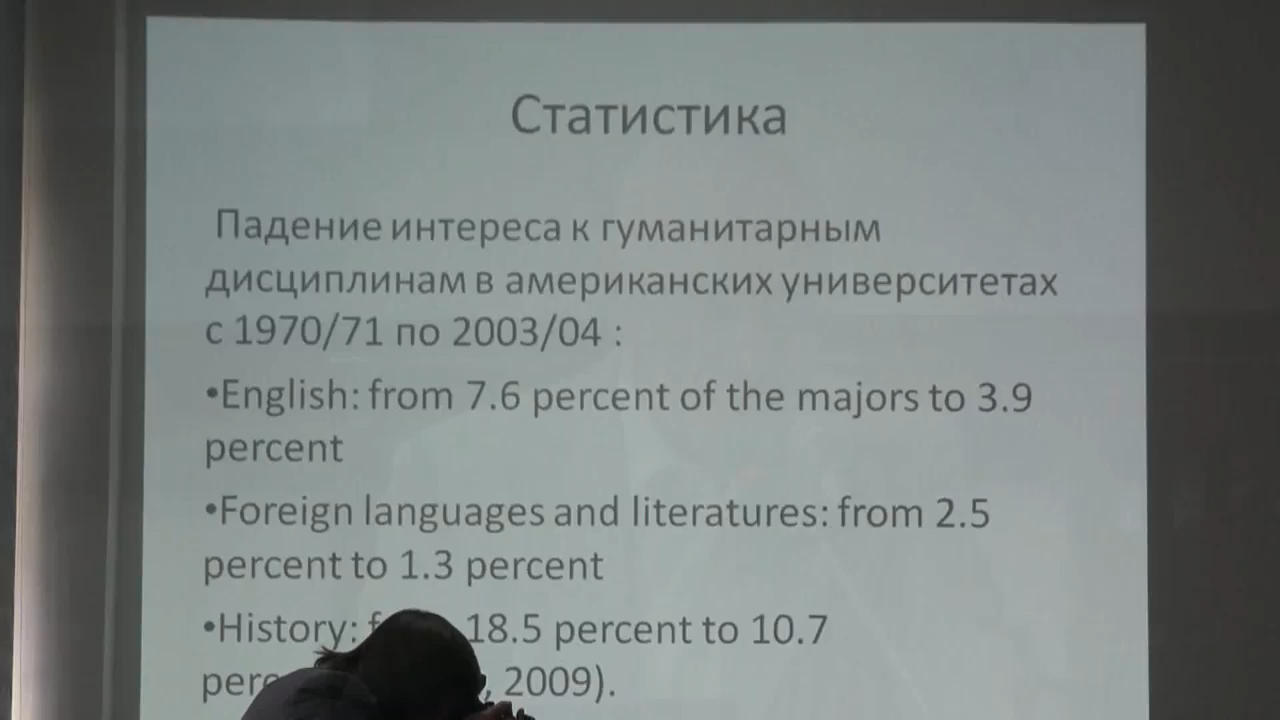 Статистика
Падение интереса к гуманитарным
дисциплинам в американских университетах
с 1970/71 по 2003/04 :
•English: from 7.6 percent of the majors to 3.9
percent
•Foreign languages and literatures: from 2.5
percent to 1.3 percent
•History: 18.5 percent to 10.7
, 2009).